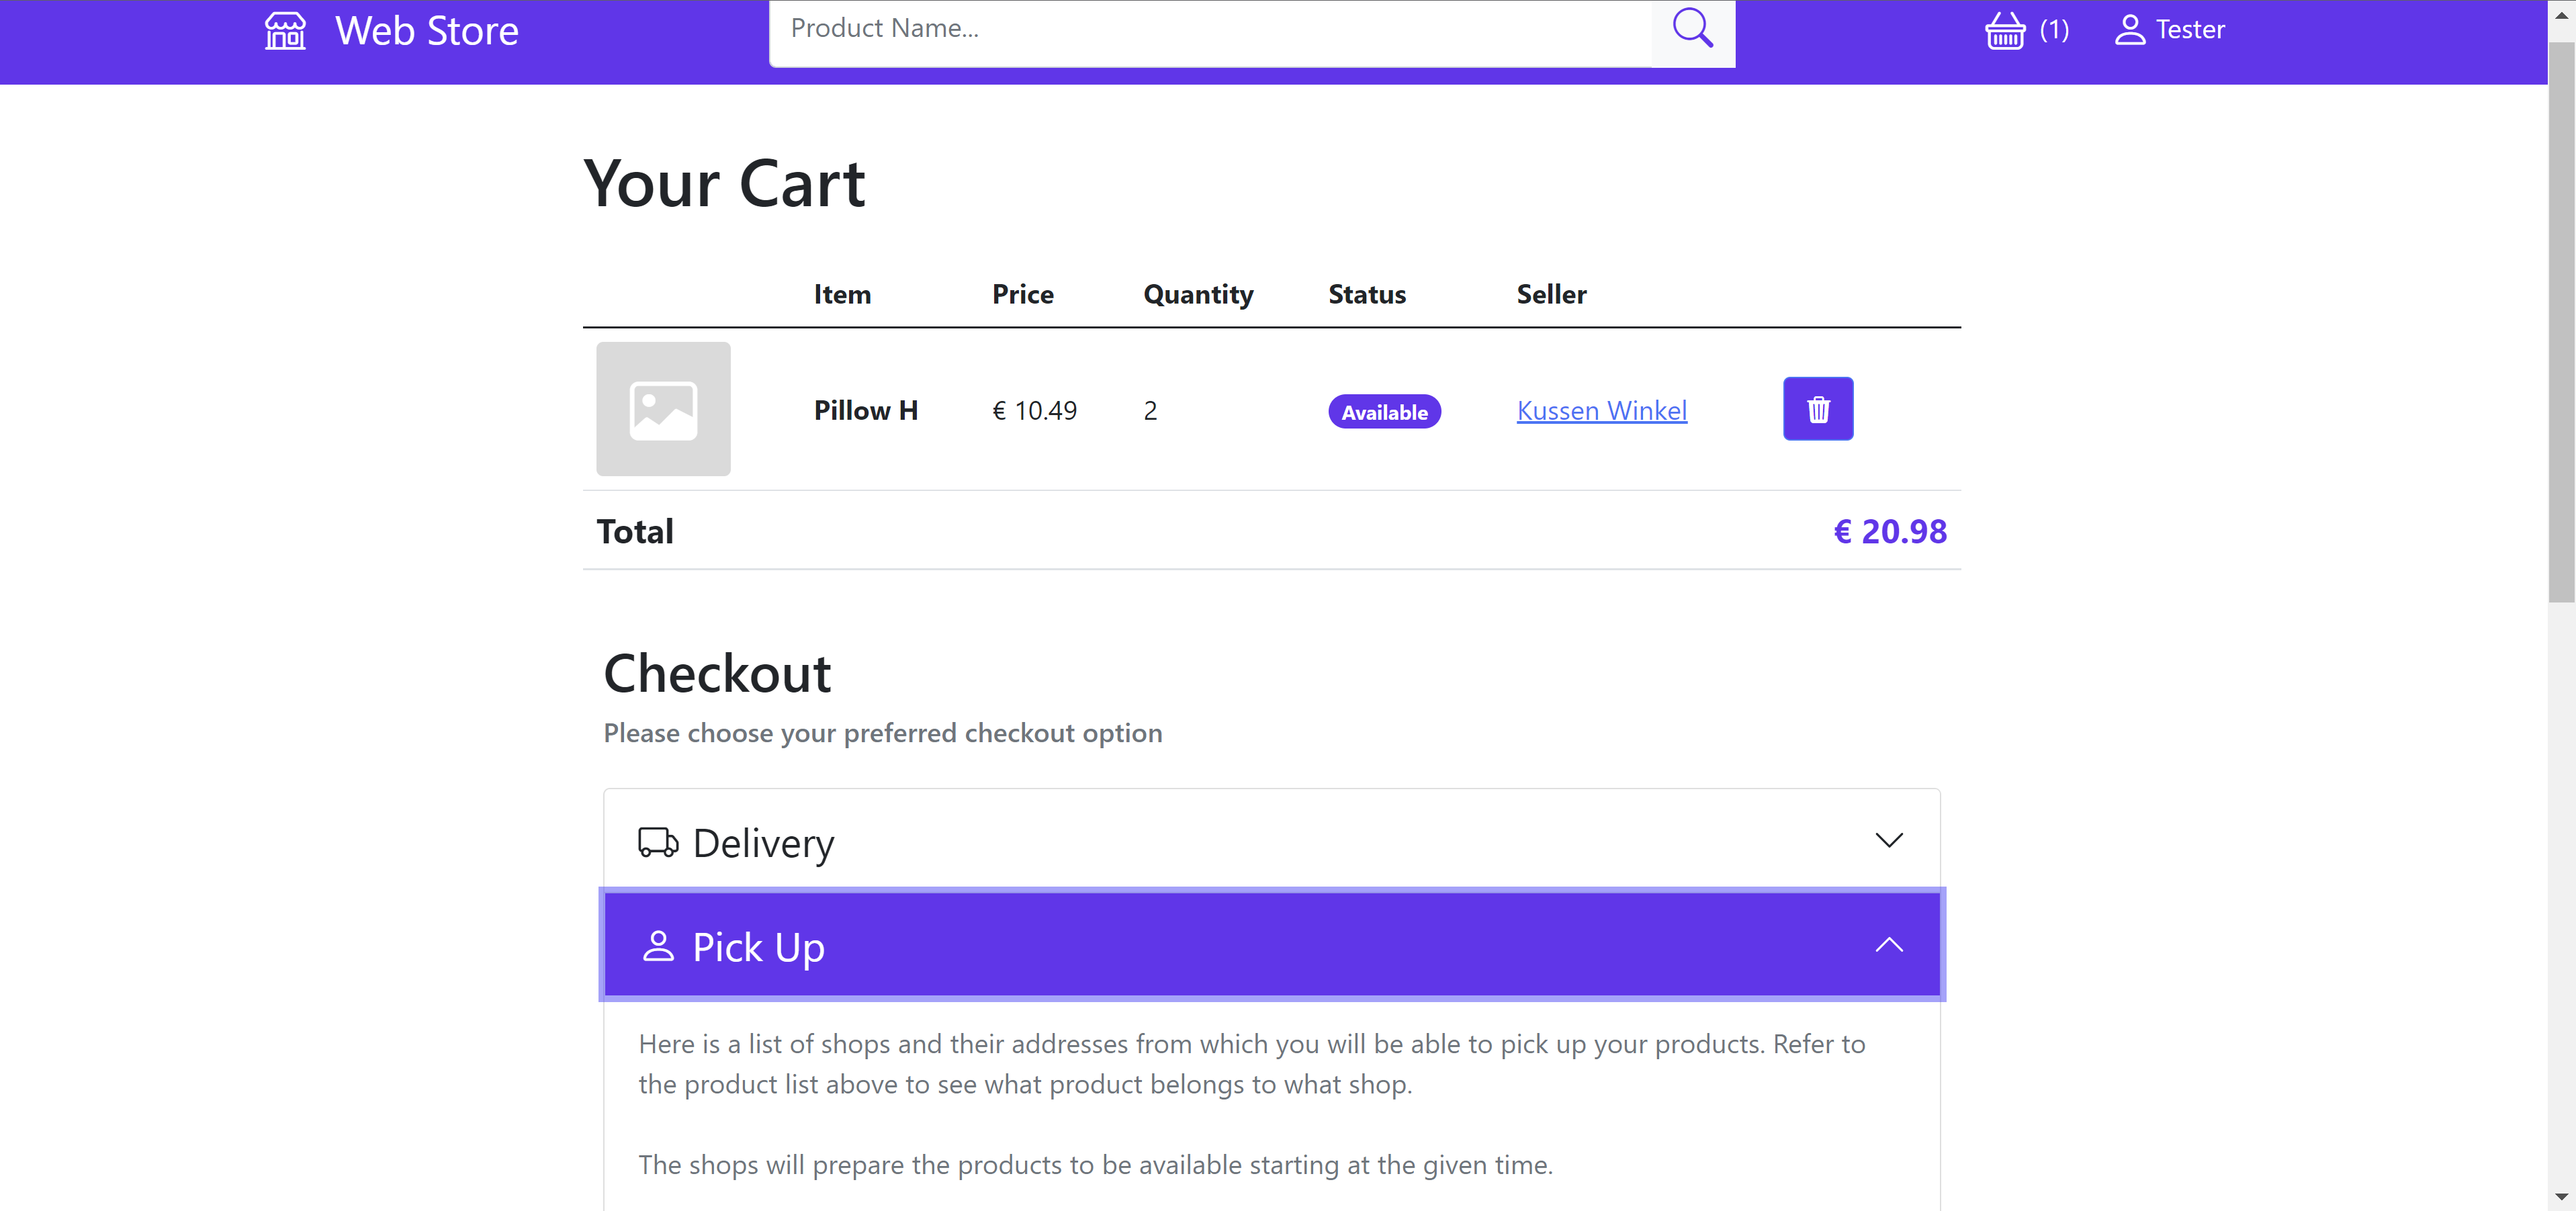 Web Store
Product Name...
(1)
Tester
Your Cart
Item Price Quantity Status Seller
Pillow H € 10.49 2 Available Kussen Winkel
Total € 20.98
Checkout
Please choose your preferred checkout option
Delivery
Pick Up
Here is a list of shops and their addresses from which you will be able to pick up your products. Refer to
the product list above to see what product belongs to what shop.
The shops will prepare the products to be available starting at the given time.